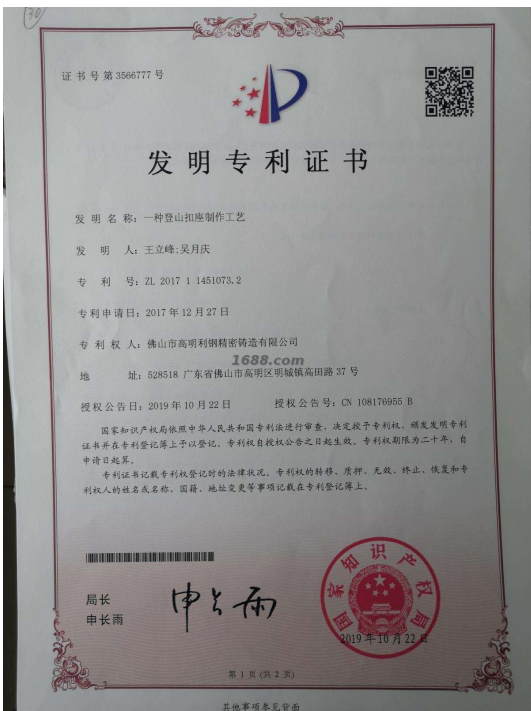 30
证书号第3566777号
发明专利证书
发明名称：一种登山扣座制作工艺
发明人：王立峰;吴月庆
专利号：ZL 2017 1 1451073.2
专利申请日：2017年12月27日
专利权人：佛山市高明利钢精密铸造有限公司
1688.com
地址：528518 广东省佛山市高明区明城镇高田路37号
授权公告日：2019年10月22日 授权公告号：CN 108176955 B
国家知识产权局依照中华人民共和国专利法进行审查，决定授予专利权，颁发发明专利
证书并在专利登记簿上予以登记。专利权自授权公告之日起生效。专利权期限为二十年，自
申请日起算。
专利证书记载专利权登记时的法律状况。专利权的转移、质押、无效、终止、恢复和专
利权人的姓名或名称、国籍、地址变更等事项记载在专利登记簿上。
局长
申长雨
申长雨
国家知识产权局
2019年10月22日
第1页(共2页)
其他事项参见背面